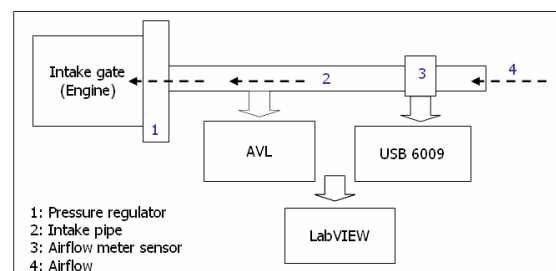 Intake gate
(Engine)
1
2
3
4
AVL
USB 6009
LabVIEW
1: Pressure regulator
2: Intake pipe
3: Airflow meter sensor
4: Airflow